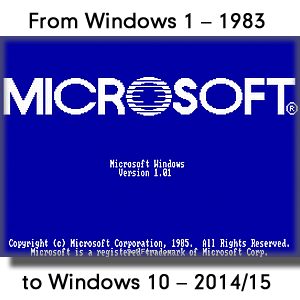 From Windows 1 – 1983
MICROSOFT®
Microsoft Windows
Version 1.01
Copyright (c) Microsoft Corporation, 1985. All Rights Reserved.
Microsoft is a registered trademark of Microsoft Corp.
to Windows 10 – 2014/15